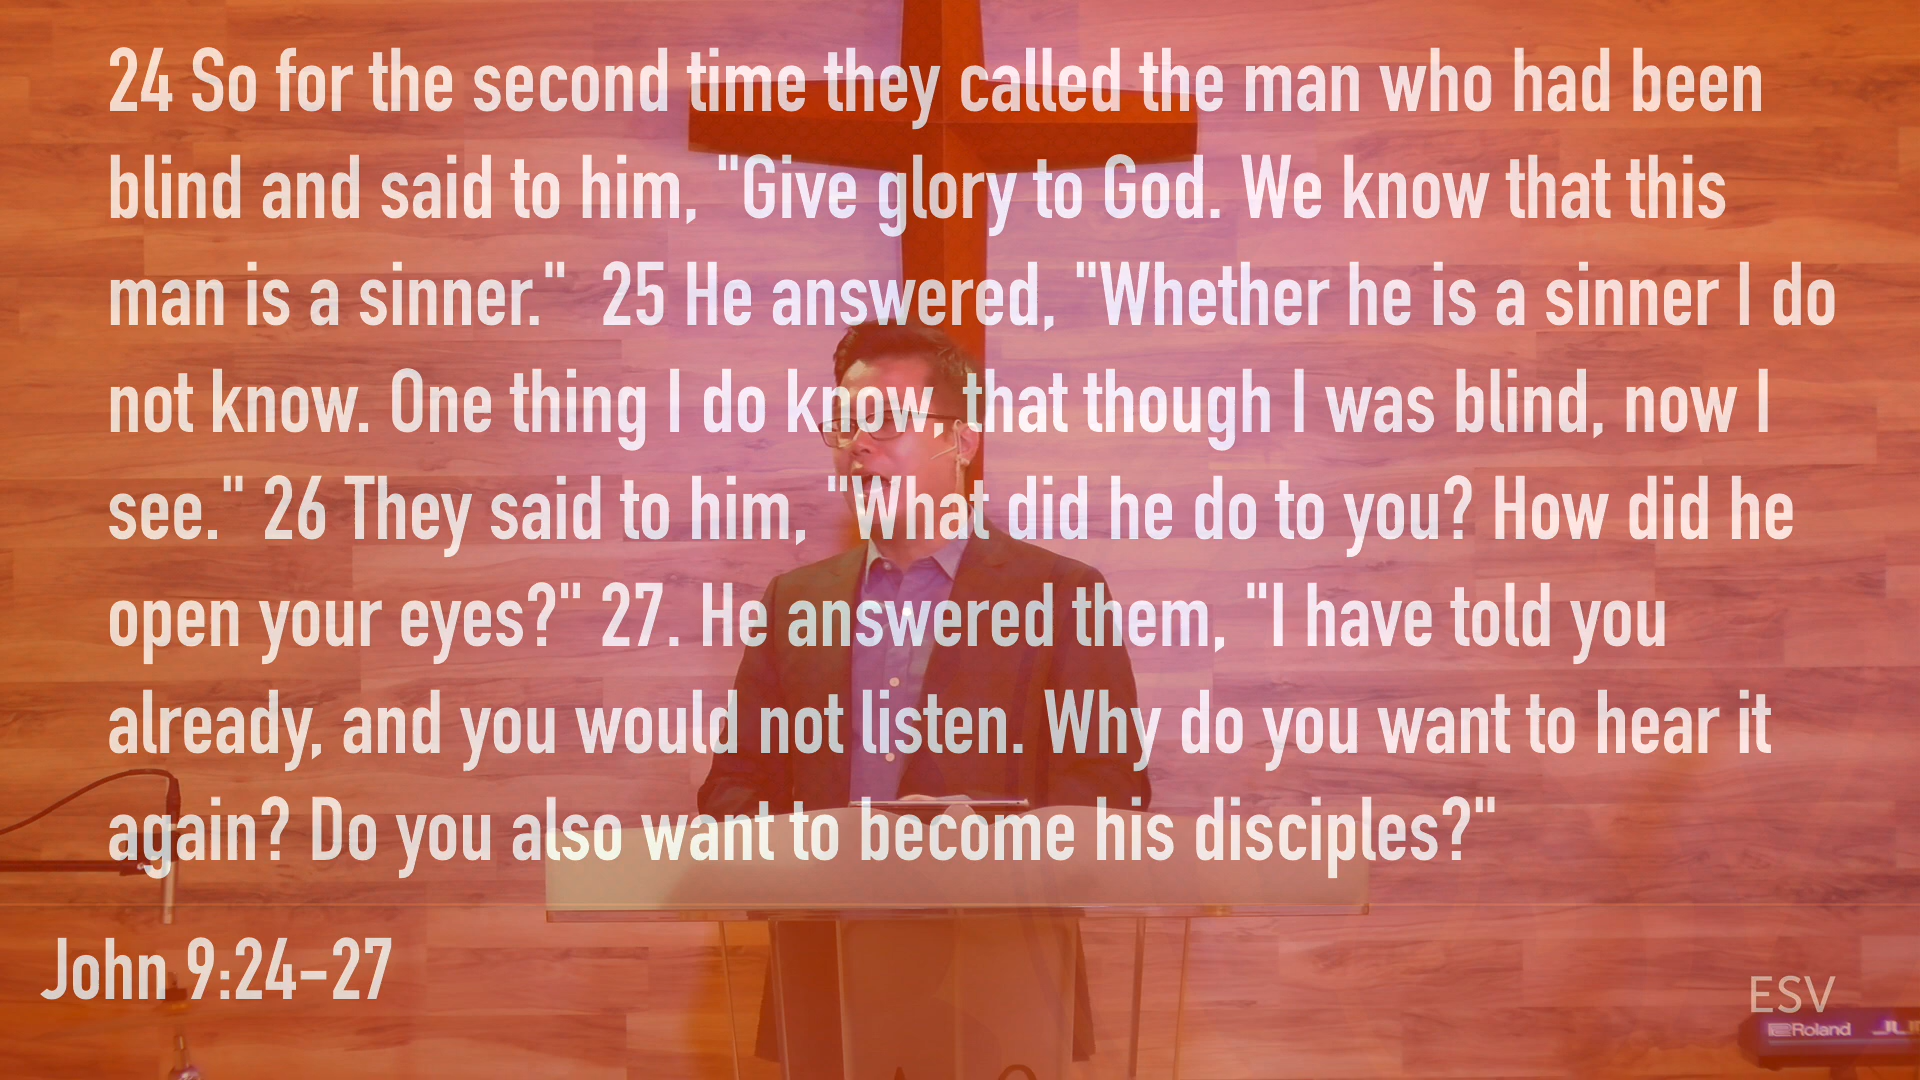 24 So for the second time they called the man who had been
blind and said to him, "Give glory to God. We know that this
man is a sinner."  25 He answered, "Whether he is a sinner I do
not know. One thing I do know, that though I was blind, now I
see." 26 They said to him, "What did he do to you? How did he
open your eyes?" 27. He answered them, "I have told you
already, and you would not listen. Why do you want to hear it
again? Do you also want to become his disciples?"
John 9:24-27
ESV
Roland